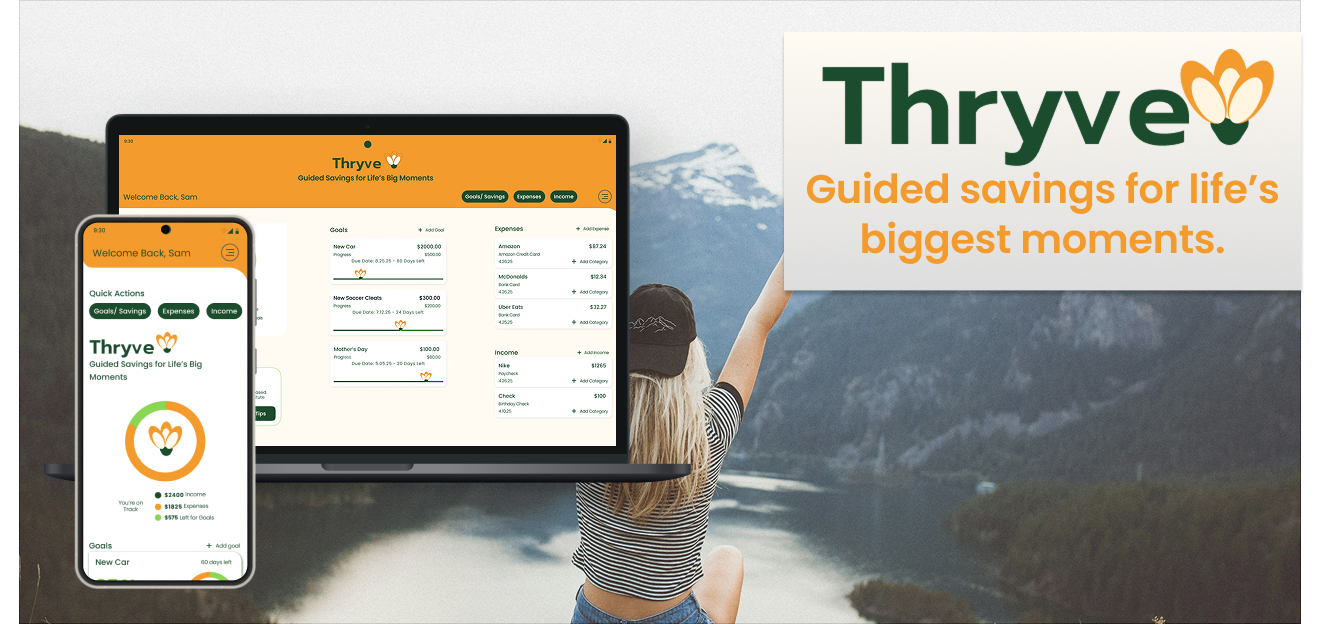 Thryve
Guided savings for life's
biggest moments.
9:30
Thryve
Guided Savings for Life's Big Moments
Welcome Back, Sam
Goals/ Savings
Expenses
Income
Goals
+ Add Goal
New Car
$2000.00
Progress
$500.00
Due Date: 8.25.25 - 60 Days Left
New Soccer Cleats
$300.00
Progress
$200.00
Due Date: 7.12.25 - 24 Days Left
Mother's Day
$100.00
Progress
Due Date: 5.05.25 - 20 Days Left
Expenses
+ Add Expense
Amazon
$87.24
Amazon Credit Card
4.26.25
+ Add Category
McDonalds
$12.34
Bank Card
4.26.25
+ Add Category
Uber Eats
$32.27
Bank Card
4.25.25
+ Add Category
Income
+ Add Income
Nike
$1265
Paycheck
4.26.25
+ Add Category
Check
$100
Birthday Check
4.10.25
+ Add Category
Tips
9:30
Welcome Back, Sam
Quick Actions
Goals/ Savings
Expenses
Income
Thryve
Guided Savings for Life's Big
Moments
You're on
Track
$2400 Income
$1825 Expenses
$575 Left for Goals
Goals
+ Add goal
New Car
60 days left